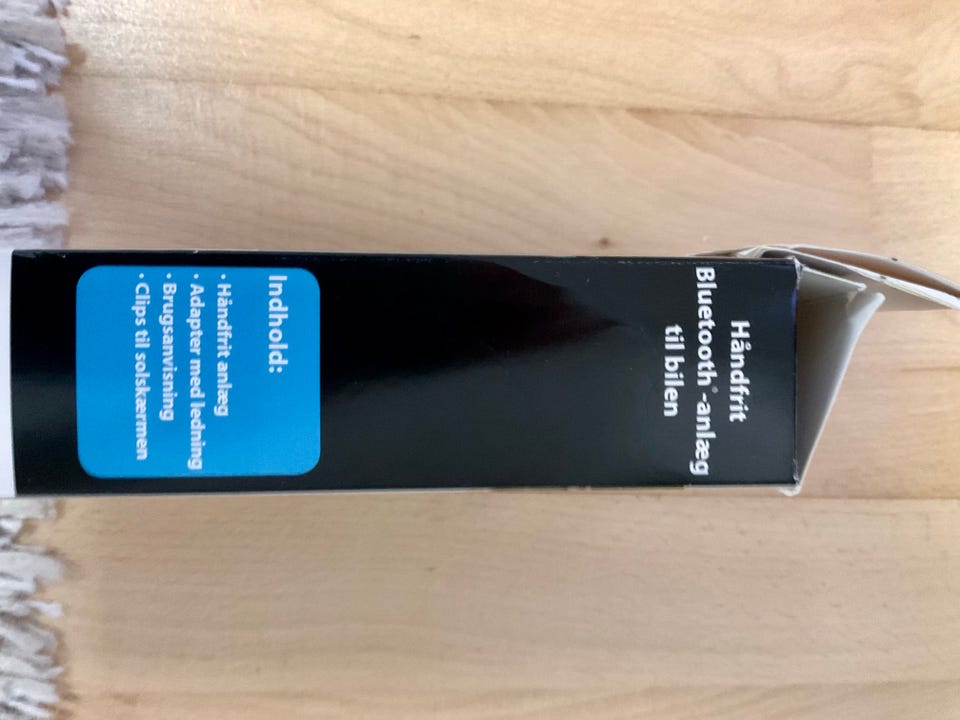 Håndfrit
Bluetooth®-anlæg
til bilen
Indhold:
• Håndfrit anlæg
• Adapter med ledning
• Brugsanvisning
• Clips til solskærmen